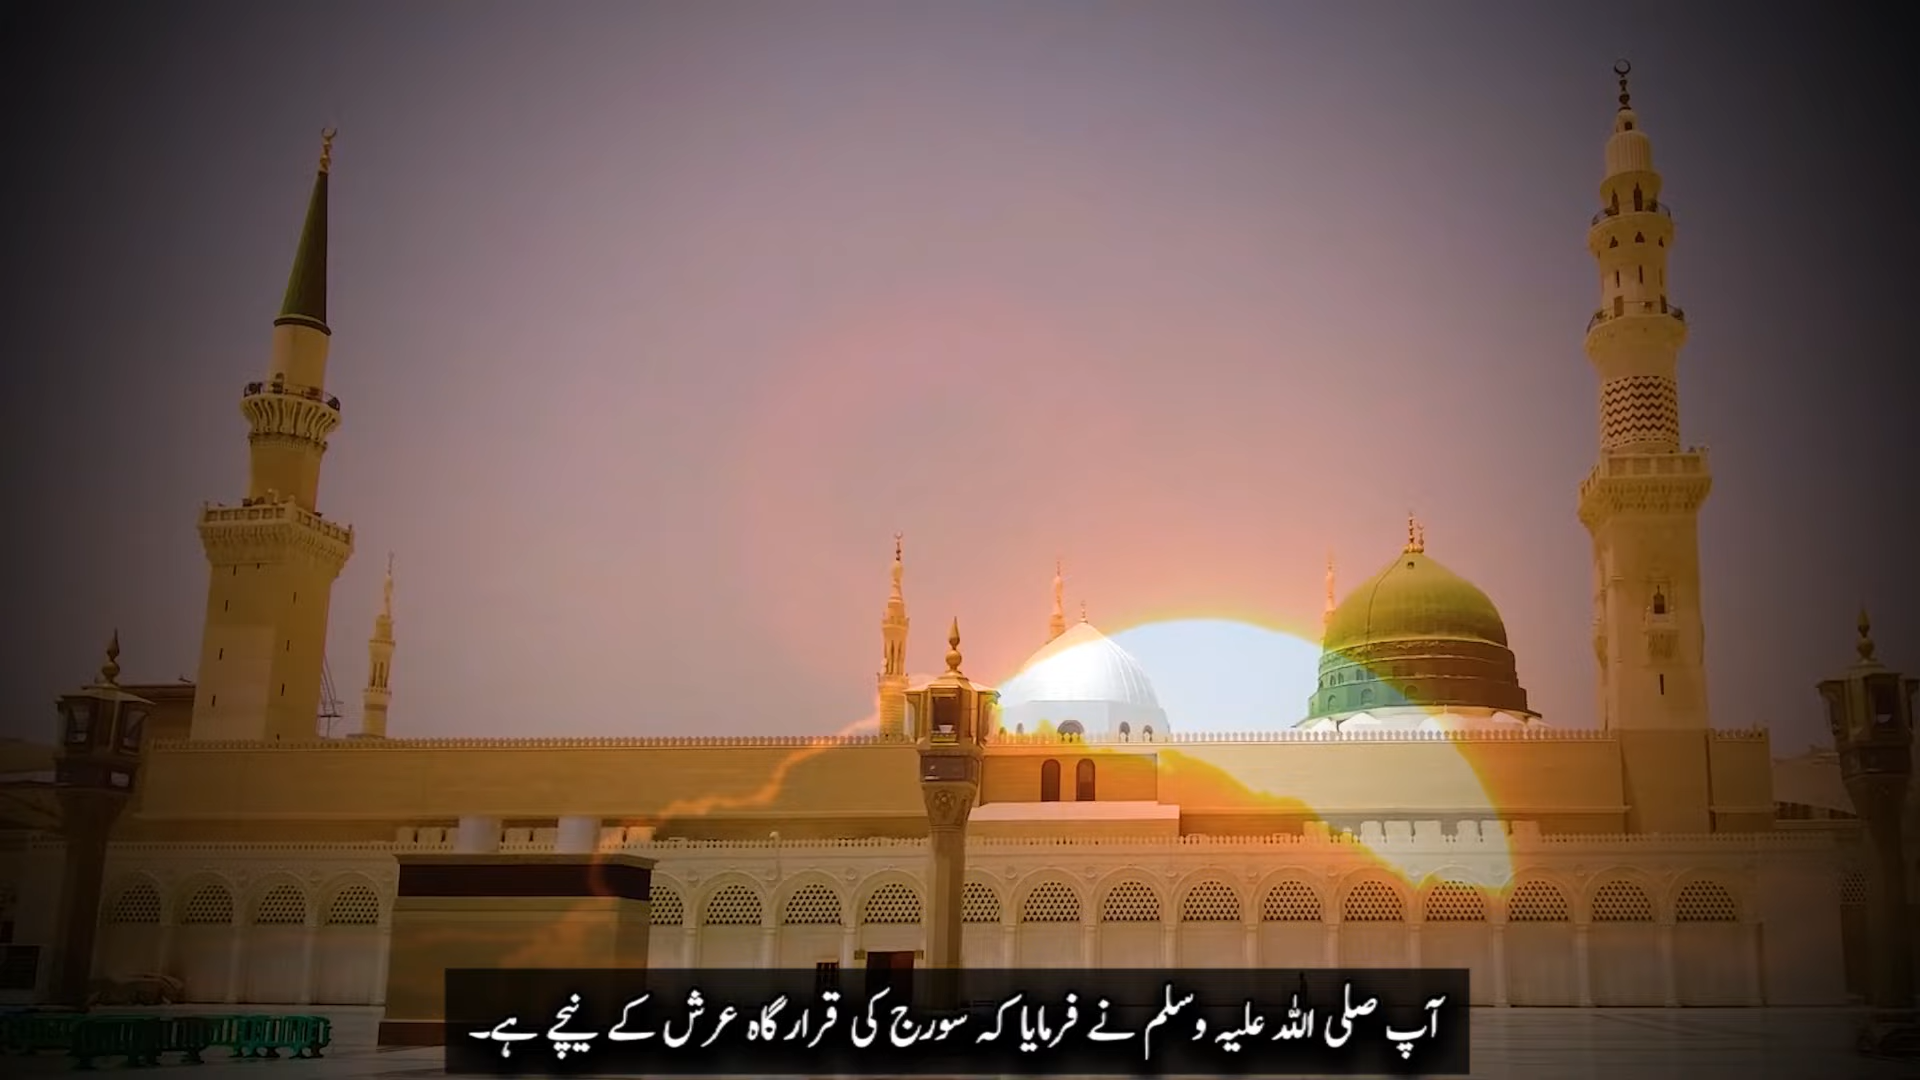 آپ صلی اللہ علیہ وسلم نے فرمایا کہ سورج کی قرار گاہ عرش کے نیچے ہے۔